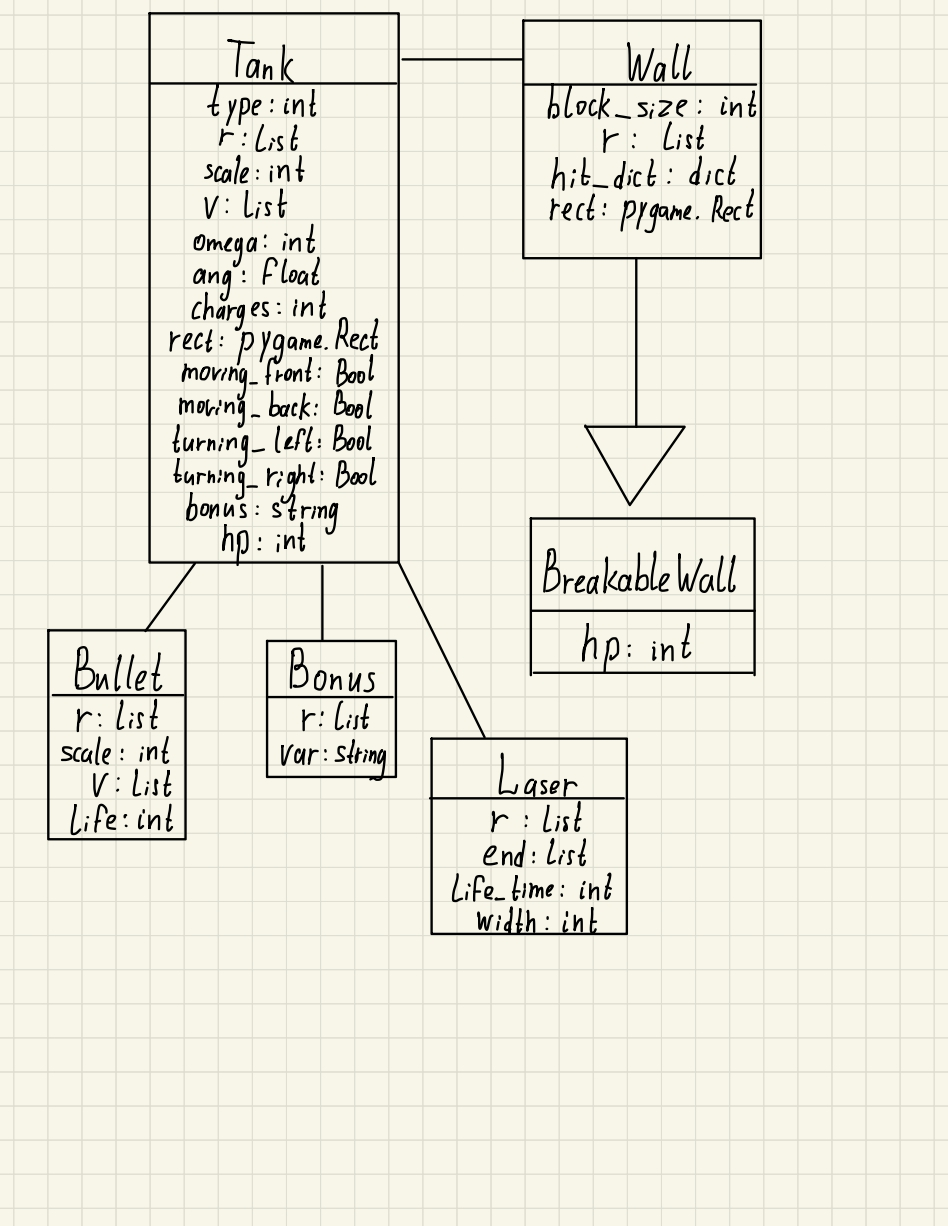 Tank
type: int
r: List
scale: int
v: List
omega: int
ang: float
charges: int
rect: pygame.Rect
moving_front: Bool
moving_back: Bool
turning_left: Bool
turning_right: Bool
bonus: string
hp: int
Wall
block_size: int
r: List
hit_dict: dict
rect: pygame.Rect
BreakableWall
hp: int
Bullet
r: List
scale: int
v: List
life: int
Bonus
r: List
var: string
Laser
r : List
end: List
life_time: int
width: int